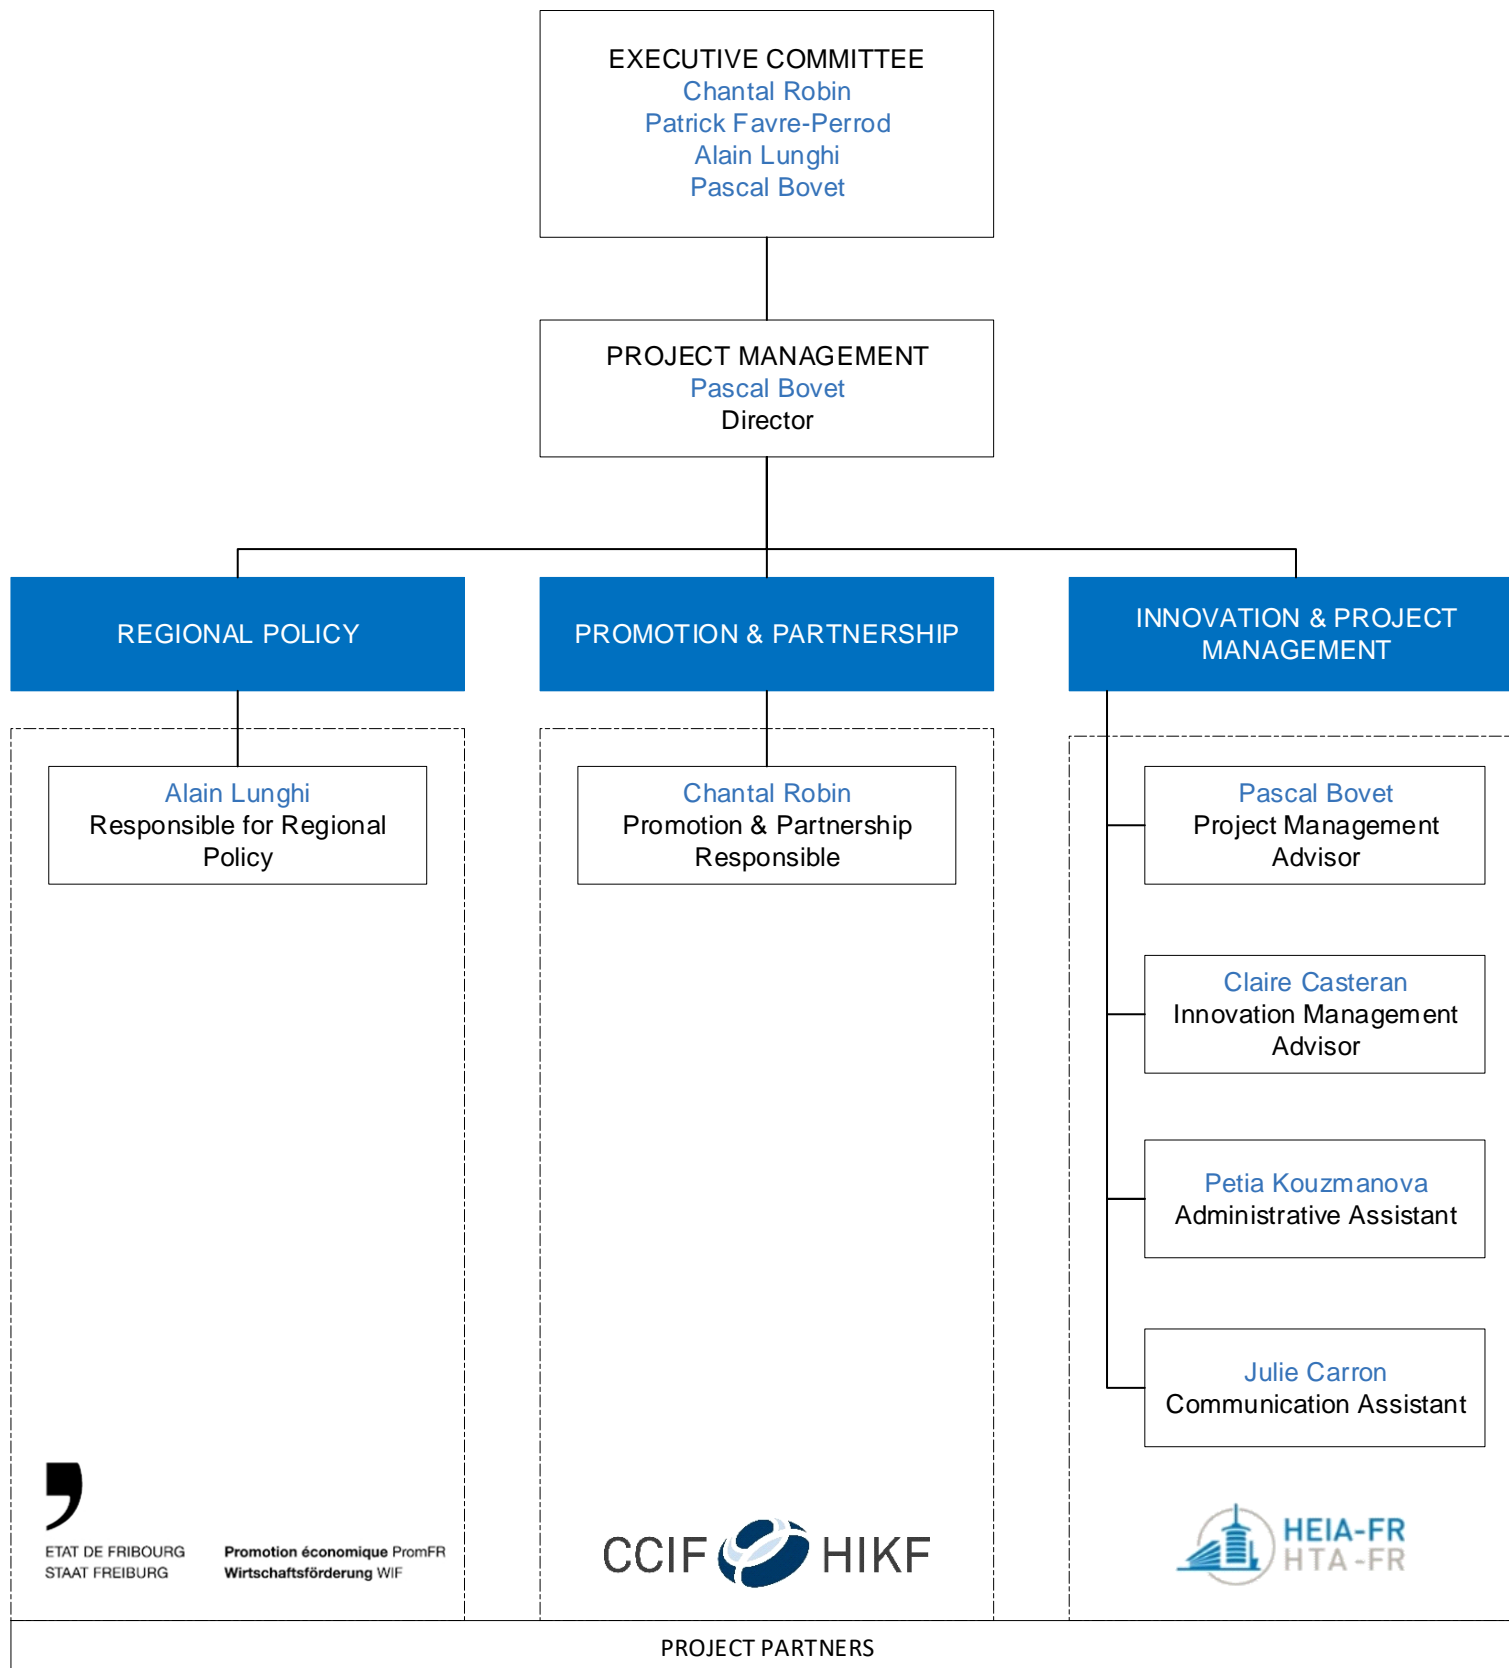 EXECUTIVE COMMITTEE
Chantal Robin
Patrick Favre-Perrod
Alain Lunghi
Pascal Bovet
PROJECT MANAGEMENT
Pascal Bovet
Director
REGIONAL POLICY
PROMOTION & PARTNERSHIP
INNOVATION & PROJECT
MANAGEMENT
Alain Lunghi
Responsible for Regional
Policy
Chantal Robin
Promotion & Partnership
Responsible
Pascal Bovet
Project Management
Advisor
Claire Casteran
Innovation Management
Advisor
Petia Kouzmanova
Administrative Assistant
Julie Carron
Communication Assistant
ETAT DE FRIBOURG
STAAT FREIBURG
Promotion économique PromFR
Wirtschaftsförderung WIF
CCIF HIKF
HEIA-FR
HTA-FR
PROJECT PARTNERS